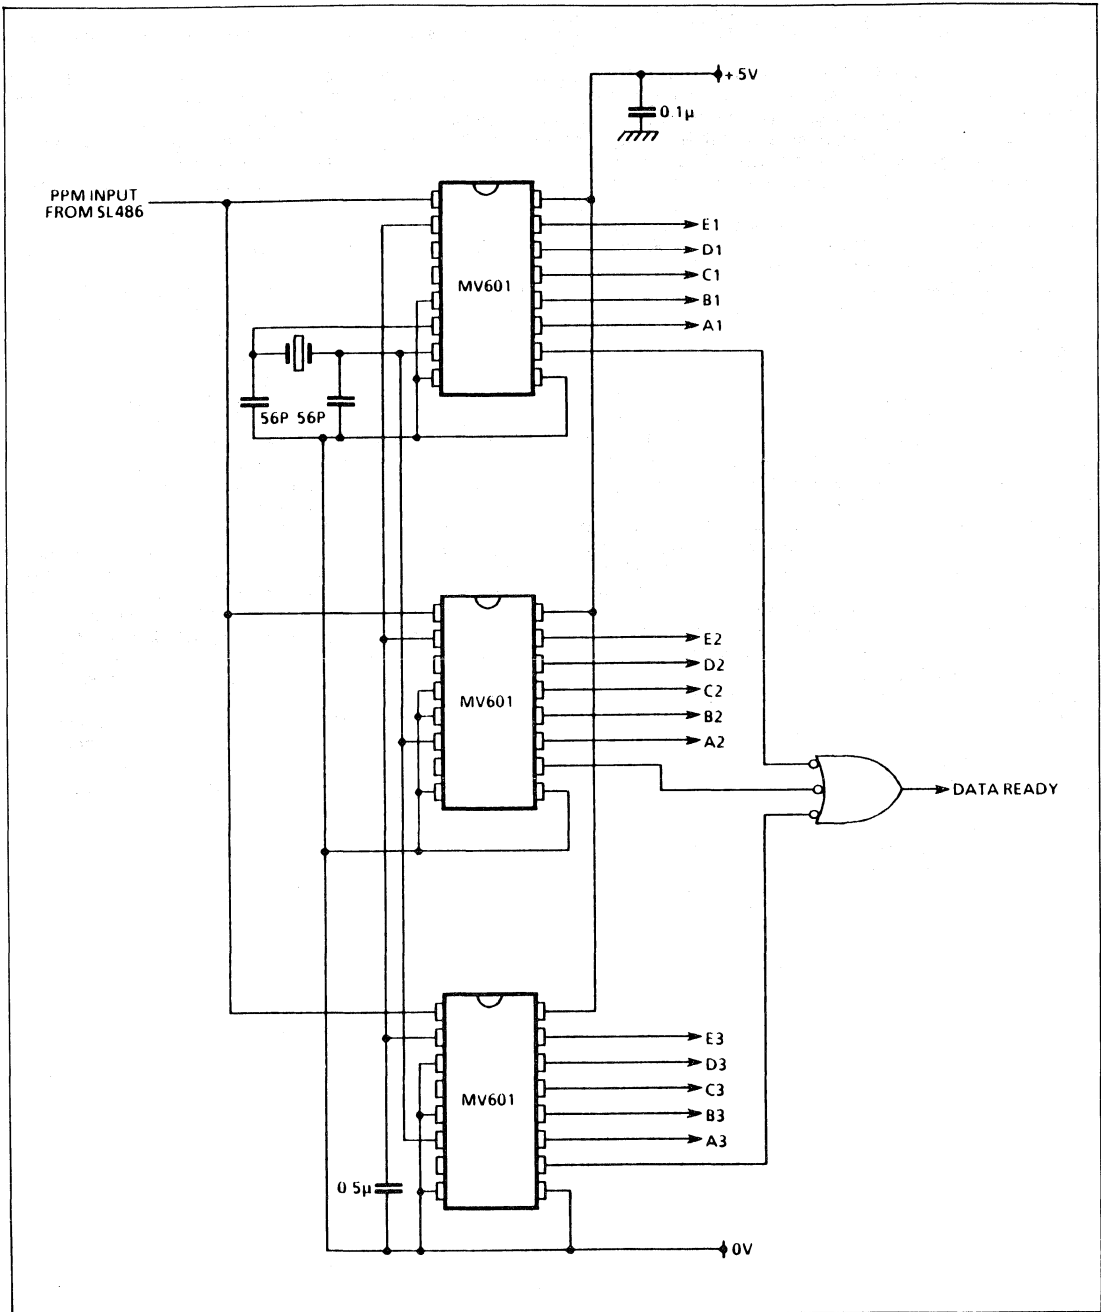 +5V
0.1µ
PPM INPUT
FROM SL486
E1
D1
C1
B1
A1
MV601
56P 56P
E2
D2
C2
B2
A2
MV601
DATA READY
E3
D3
C3
B3
A3
MV601
0 5µ
0V